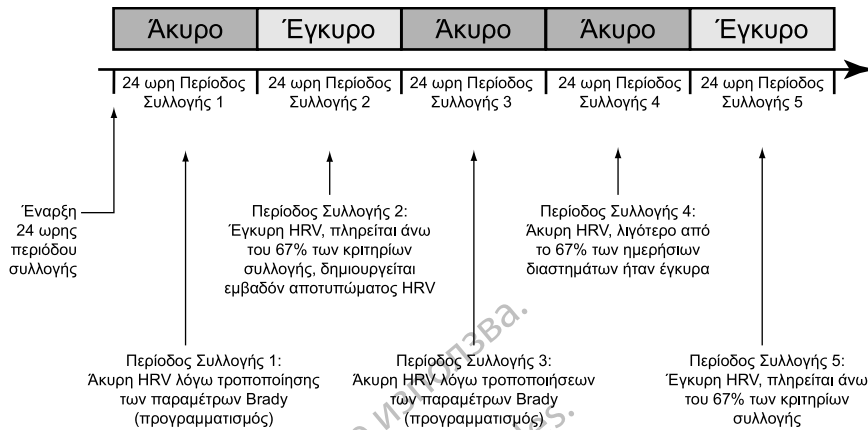 Άκυρο Έγκυρο Άκυρο Άκυρο Έγκυρο
24 ωρη Περίοδος Συλλογής 1
24 ωρη Περίοδος Συλλογής 2
24 ωρη Περίοδος Συλλογής 3
24 ωρη Περίοδος Συλλογής 4
24 ωρη Περίοδος Συλλογής 5
Έναρξη
24 ωρης
περιόδου
συλλογής
Περίοδος Συλλογής 2:
Έγκυρη HRV, πληρείται άνω
του 67% των κριτηρίων
συλλογής, δημιουργείται
εμβαδόν αποτυπώματος HRV
Περίοδος Συλλογής 4:
Άκυρη HRV, λιγότερο από
το 67% των ημερήσιων
διαστημάτων ήταν έγκυρα
Περίοδος Συλλογής 1:
Άκυρη HRV λόγω τροποποίησης
των παραμέτρων Brady
(προγραμματισμός)
Περίοδος Συλλογής 3:
Άκυρη HRV λόγω τροποποιήσεων
των παραμέτρων Brady
(προγραμματισμός)
Περίοδος Συλλογής 5:
Έγκυρη HRV, πληρείται άνω
του 67% των κριτηρίων
συλλογής